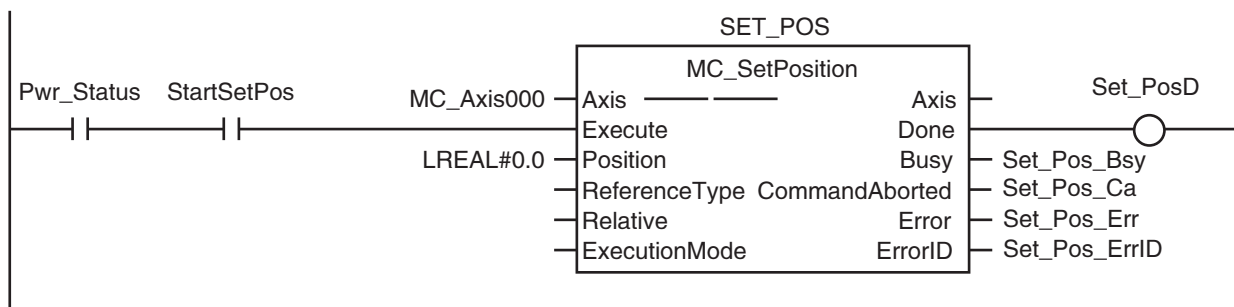 SET_POS
MC_SetPosition
Pwr_Status StartSetPos MC_Axis000 Axis Axis Set_PosD
Execute Done
LREAL#0.0 Position Busy Set_Pos_Bsy
ReferenceType CommandAborted Set_Pos_Ca
Relative Error Set_Pos_Err
ExecutionMode ErrorID Set_Pos_ErrID